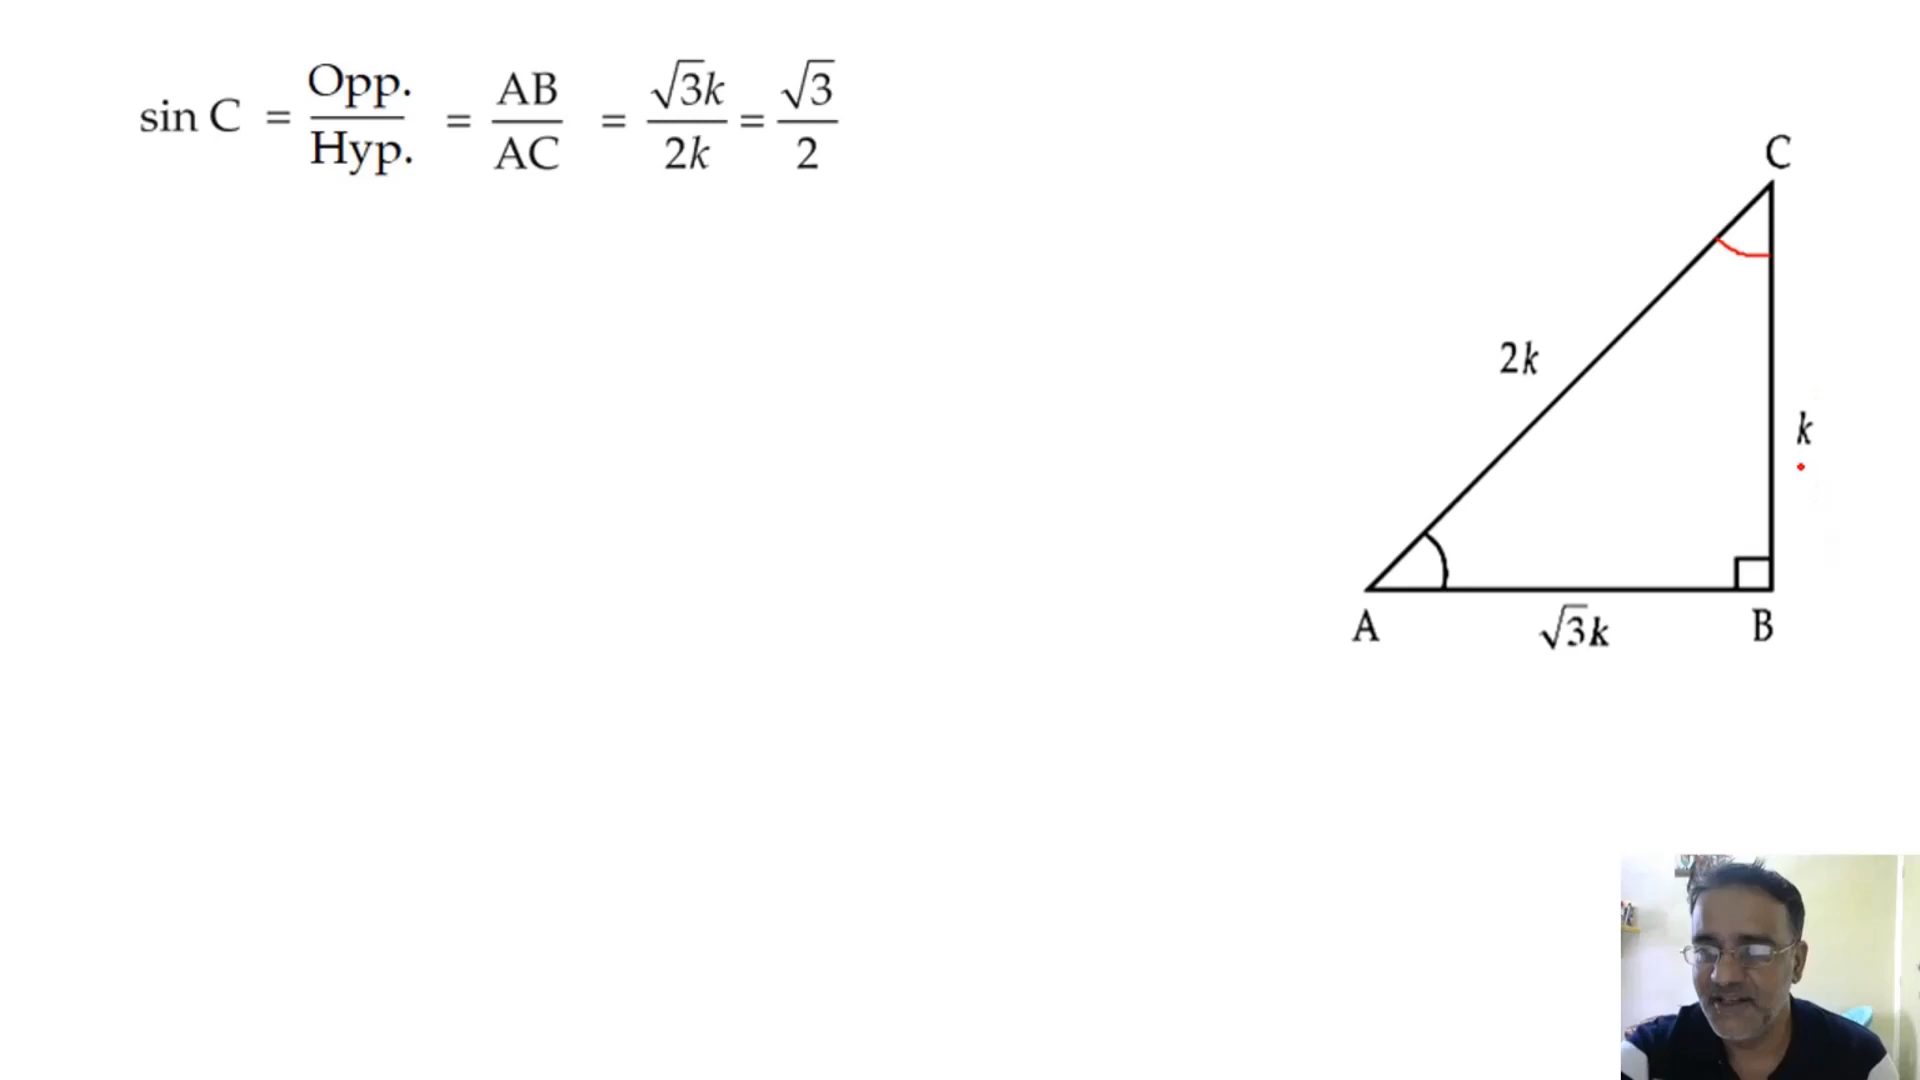 sin C = Opp./Hyp. = AB/AC = √3k/2k = √3/2
C
2k
k
A
√3k
B